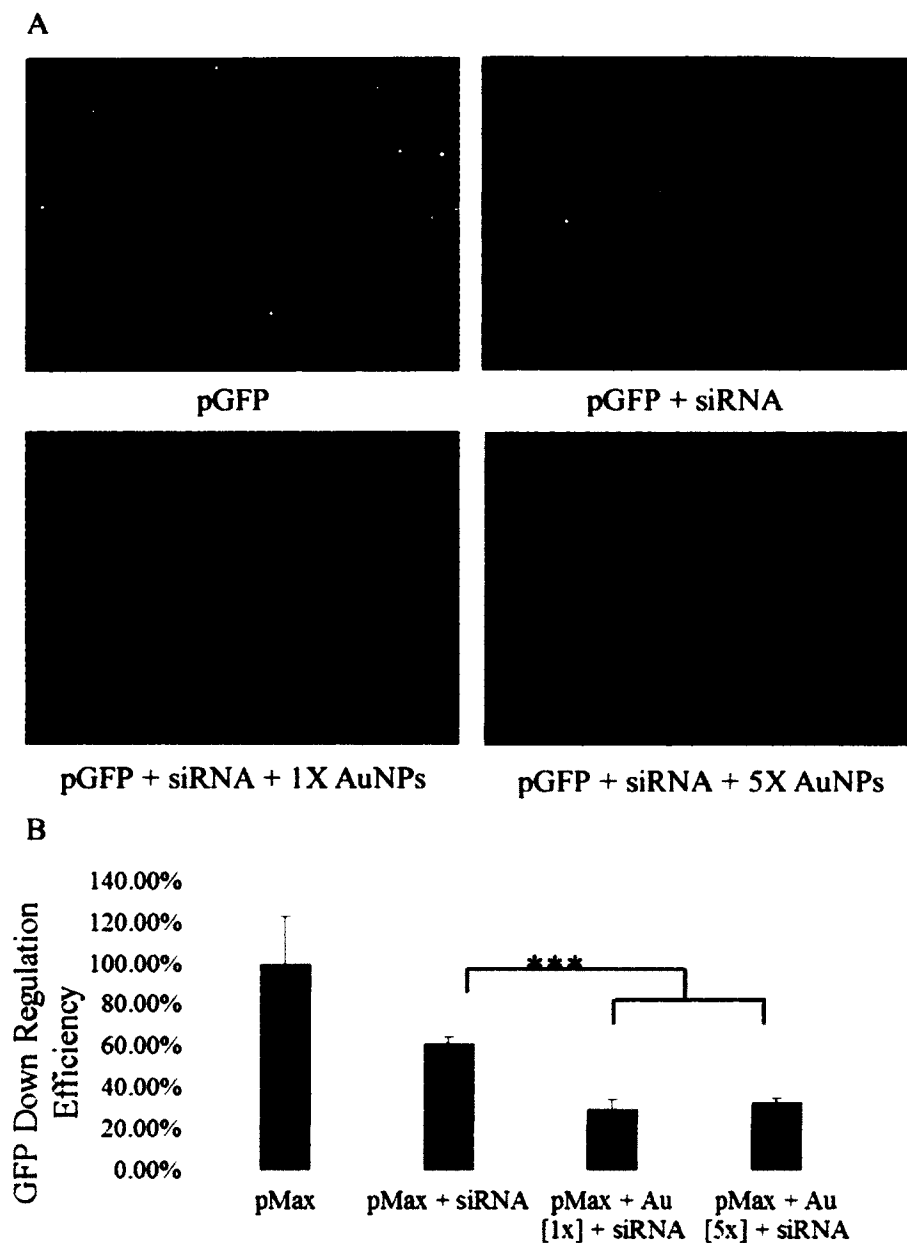 A
pGFP
pGFP + siRNA
pGFP + siRNA + 1X AuNPs
pGFP + siRNA + 5X AuNPs
B
GFP Down Regulation
Efficiency
140.00%
120.00%
100.00%
80.00%
60.00%
40.00%
20.00%
0.00%
***
pMax
pMax + siRNA
pMax + Au
[1x] + siRNA
pMax + Au
[5x] + siRNA